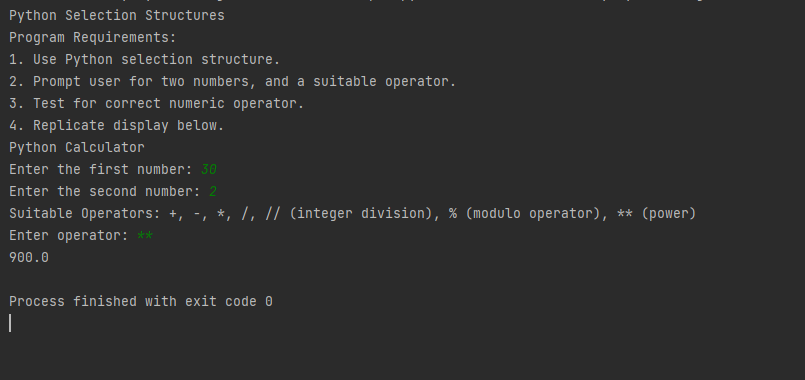 Python Selection Structures
Program Requirements:
1. Use Python selection structure.
2. Prompt user for two numbers, and a suitable operator.
3. Test for correct numeric operator.
4. Replicate display below.
Python Calculator
Enter the first number: 30
Enter the second number: 2
Suitable Operators: +, -, *, /, // (integer division), % (modulo operator), ** (power)
Enter operator: **
900.0
Process finished with exit code 0